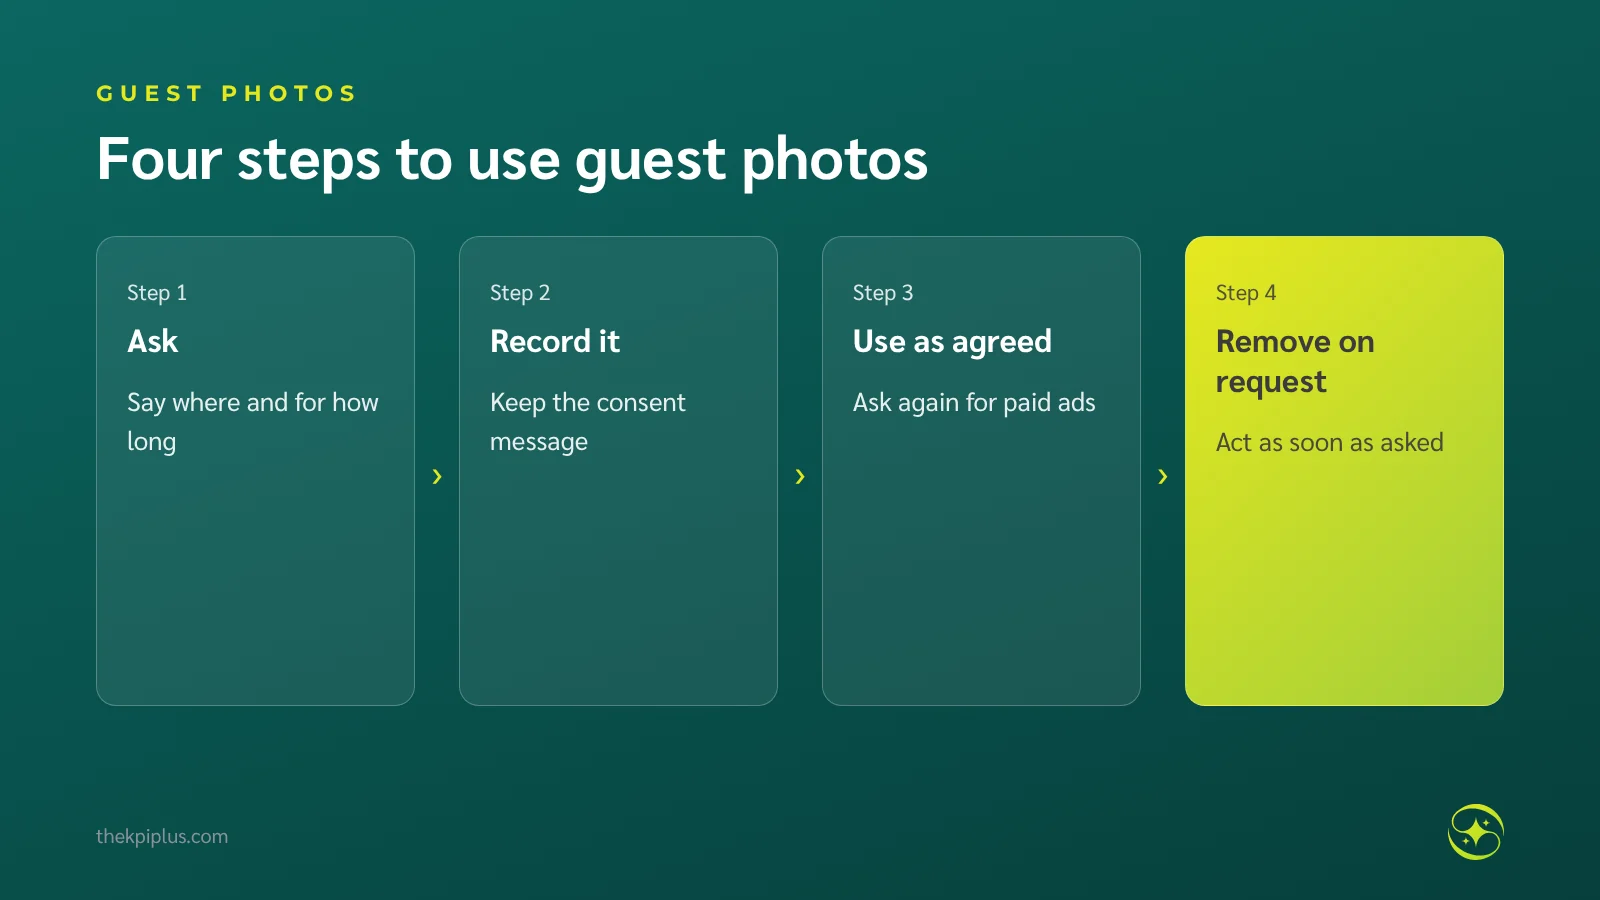 GUEST PHOTOS
Four steps to use guest photos
Step 1
Ask
Say where and for how
long
›
Step 2
Record it
Keep the consent
message
›
Step 3
Use as agreed
Ask again for paid ads
›
Step 4
Remove on
request
Act as soon as asked
thekpiplus.com